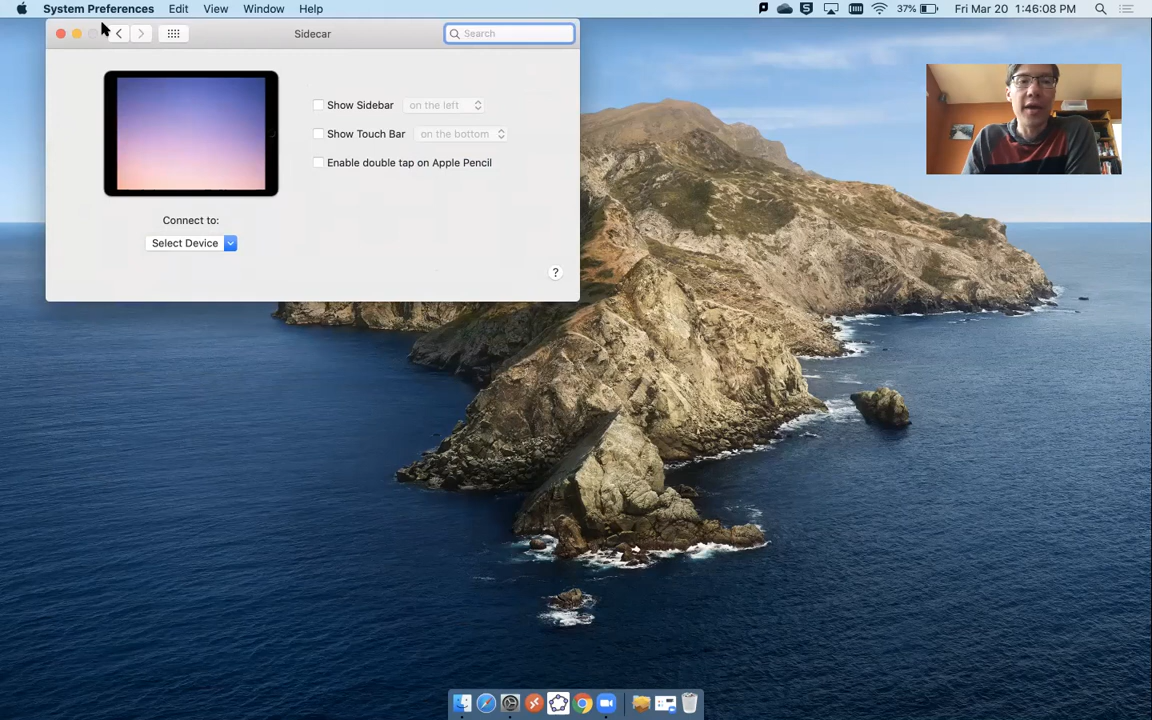 System Preferences Edit View Window Help 37% Fri Mar 20 1:46:08 PM
Sidecar Search
Show Sidebar on the left
Show Touch Bar on the bottom
Enable double tap on Apple Pencil
Connect to:
Select Device
?